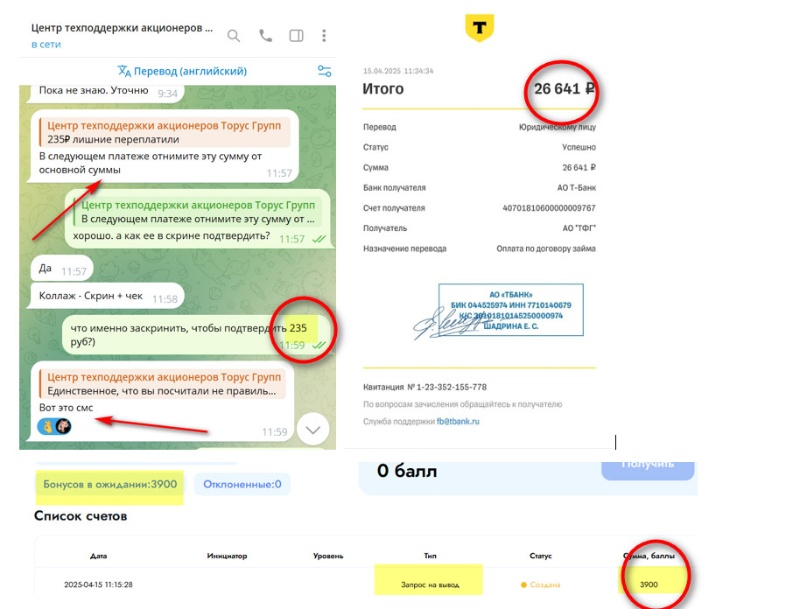 Центр техподдержки акционеров ...
в сети
Перевод (английский)
Пока не знаю. Уточню 9:34
Центр техподдержки акционеров Торус Групп
235₽ лишние переплатили
В следующем платеже отнимите эту сумму от
основной суммы
11:57
Центр техподдержки акционеров Торус Групп
В следующем платеже отнимите эту сумму от ...
хорошо. а как ее в скрине подтвердить? 11:57
Да 11:57
Коллаж - Скрин + чек 11:58
что именно заскринить, чтобы подтвердить 235
руб?) 11:59
Центр техподдержки акционеров Торус Групп
Единственное, что вы посчитали не правиль...
Вот это смс
11:59
Т
15.04.2025 11:34:34
Итого 26 641 ₽
Перевод Юридическому лицу
Статус Успешно
Сумма 26 641 ₽
Банк получателя АО Т-Банк
Счет получателя 40701810600000009767
Получатель АО "ТФГ"
Назначение перевода Оплата по договору займа
АО «ТБАНК»
БИК 044525974 ИНН 7710140679
К/С 30101810145250000974
ШАДРИНА Е. С.
Квитанция № 1-23-352-155-778
По вопросам зачисления обращайтесь к получателю
Служба поддержки fb@tbank.ru
0 балл
Получить
Бонусов в ожидании:3900 Отклоненные:0
Список счетов
Дата Инициатор Уровень Тип Статус Сумма, баллы
2025-04-15 11:15:28 Запрос на вывод Создана 3900